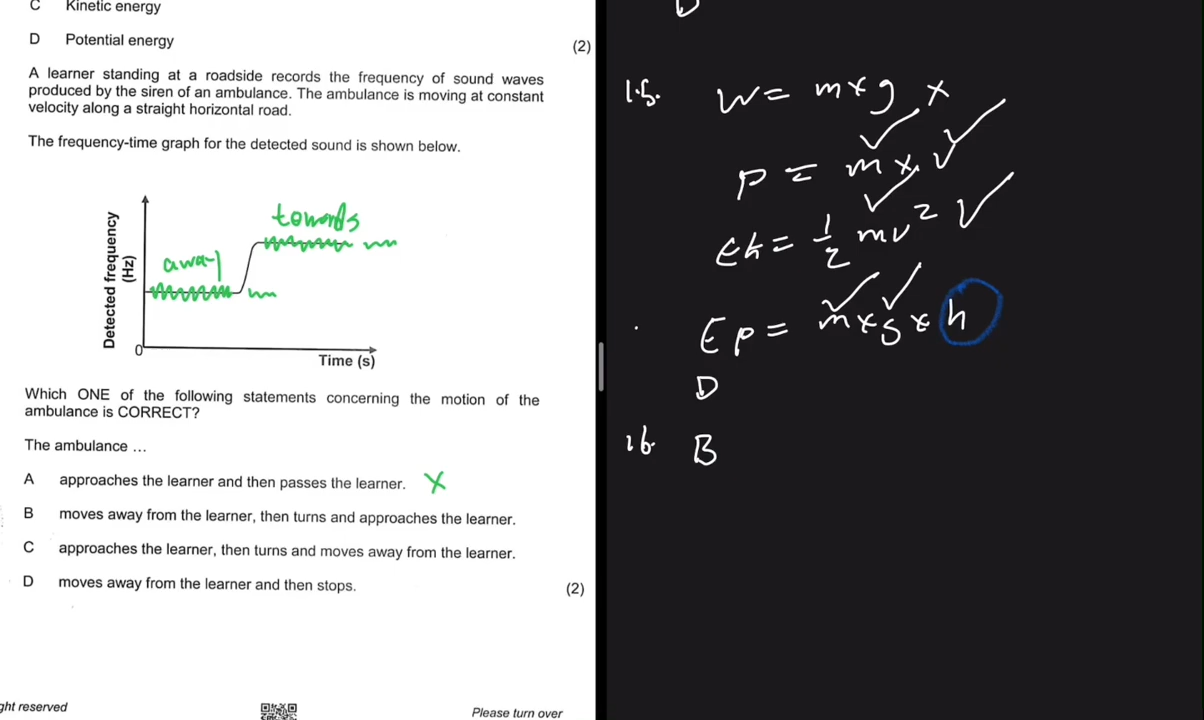 C Kinetic energy
D Potential energy
(2)
A learner standing at a roadside records the frequency of sound waves
produced by the siren of an ambulance. The ambulance is moving at constant
velocity along a straight horizontal road.
The frequency-time graph for the detected sound is shown below.
Detected frequency
(Hz)
away
towards
0
Time (s)
Which ONE of the following statements concerning the motion of the
ambulance is CORRECT?
The ambulance ...
A approaches the learner and then passes the learner. X
B moves away from the learner, then turns and approaches the learner.
C approaches the learner, then turns and moves away from the learner.
D moves away from the learner and then stops.
(2)
ght reserved
Please turn over
D
1.5. W = m x g x
p = m x v
Ek = 1/2 mv²
Ep = m x g x h
D
1.6. B